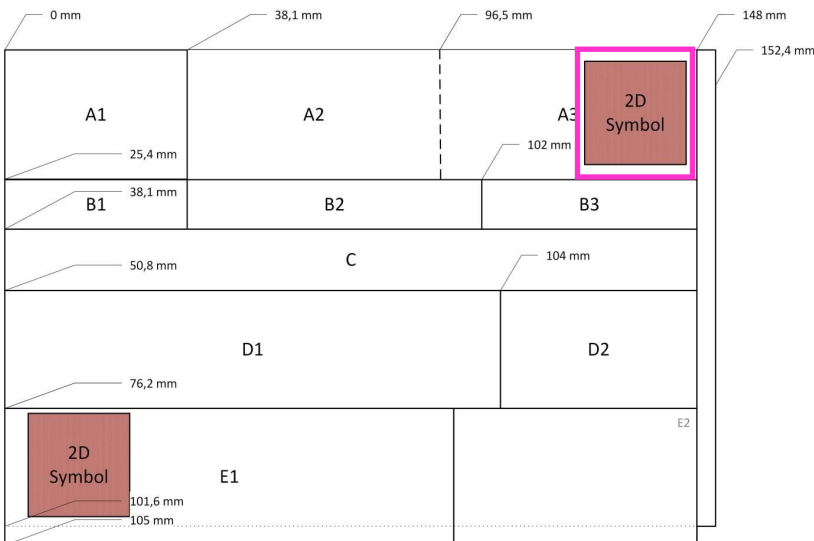 0 mm
38,1 mm
96,5 mm
148 mm
152,4 mm
A1
A2
A3
2D
Symbol
102 mm
25,4 mm
38,1 mm
B1
B2
B3
C
104 mm
50,8 mm
D1
D2
76,2 mm
E2
2D
Symbol
E1
101,6 mm
105 mm